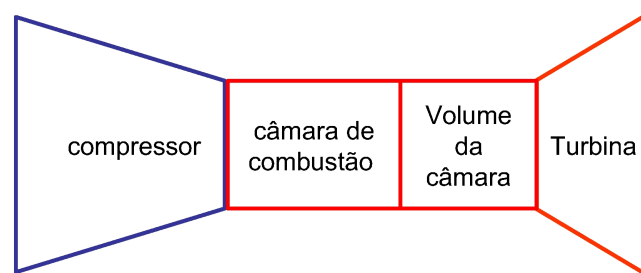 compressor
câmara de
combustão
Volume
da
câmara
Turbina